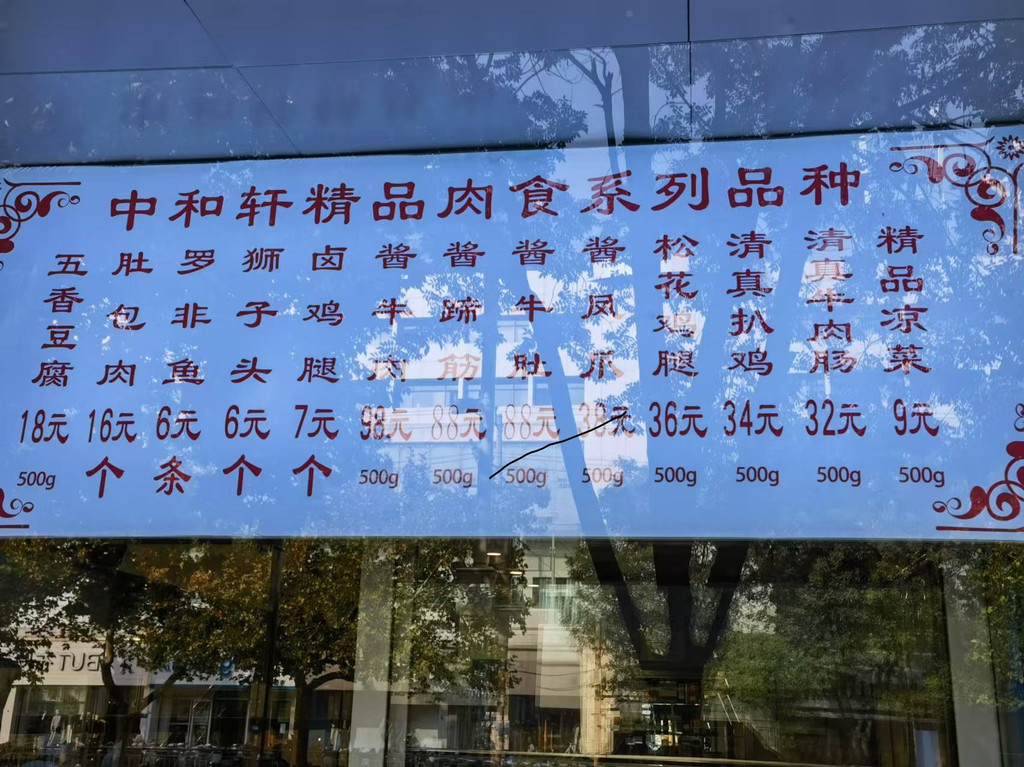 中和轩精品肉食系列品种
五香豆腐 18元 500g
肚包肉 16元 个
罗非鱼 6元 条
狮子头 6元 个
卤鸡腿 7元 个
酱牛肉 98元 500g
酱蹄筋 88元 500g
酱牛肚 88元 500g
酱凤爪 38元 500g
松花鸡腿 36元 500g
清真扒鸡 34元 500g
清真牛肉肠 32元 500g
精品凉菜 9元 500g